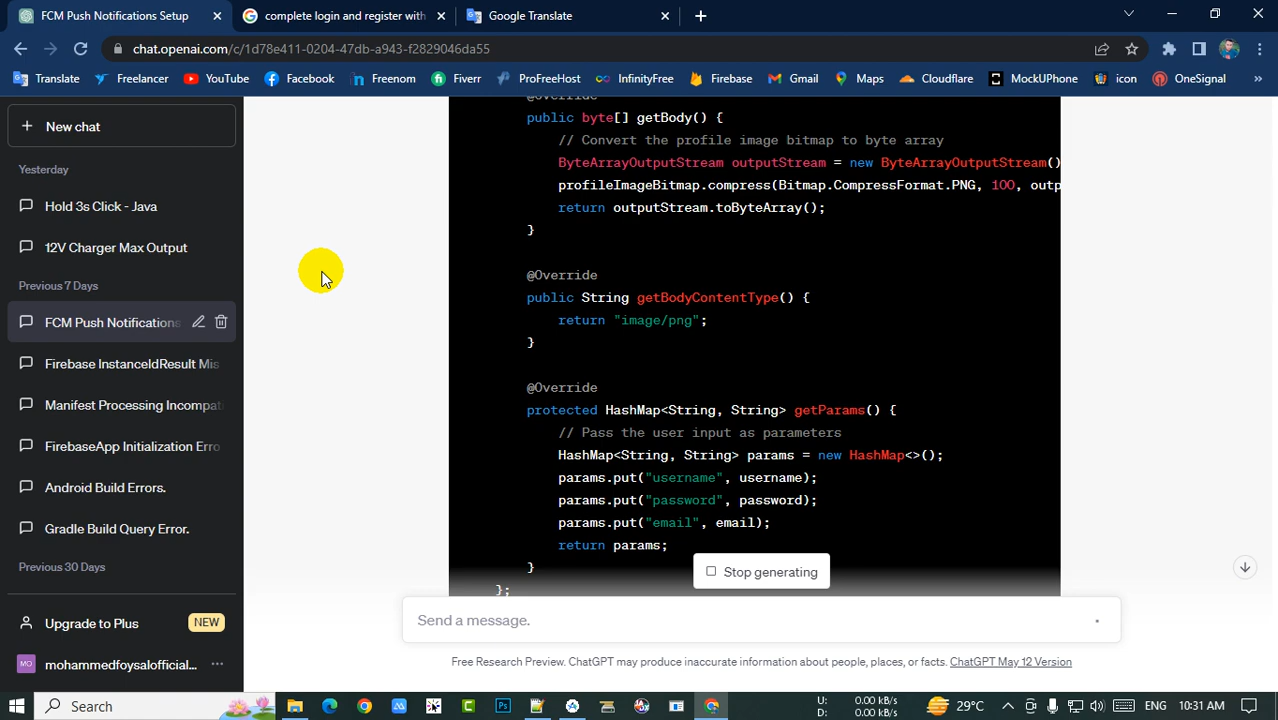 FCM Push Notifications Setup
complete login and register with
Google Translate
chat.openai.com/c/1d78e411-0204-47db-a943-f2829046da55
Translate
Freelancer
YouTube
Facebook
Freenom
Fiverr
ProFreeHost
InfinityFree
Firebase
Gmail
Maps
Cloudflare
MockUPhone
icon
OneSignal
»
+ New chat
Yesterday
Hold 3s Click - Java
12V Charger Max Output
Previous 7 Days
FCM Push Notifications
Firebase InstanceIdResult Mis
Manifest Processing Incompat
FirebaseApp Initialization Erro
Android Build Errors.
Gradle Build Query Error.
Previous 30 Days
Upgrade to Plus
NEW
MO
mohammedfoysalofficial...
@Override
public byte[] getBody() {
// Convert the profile image bitmap to byte array
ByteArrayOutputStream outputStream = new ByteArrayOutputStream()
profileImageBitmap.compress(Bitmap.CompressFormat.PNG, 100, outp
return outputStream.toByteArray();
}
@Override
public String getBodyContentType() {
return "image/png";
}
@Override
protected HashMap<String, String> getParams() {
// Pass the user input as parameters
HashMap<String, String> params = new HashMap<>();
params.put("username", username);
params.put("password", password);
params.put("email", email);
return params;
}
};
Stop generating
Send a message.
Free Research Preview. ChatGPT may produce inaccurate information about people, places, or facts. ChatGPT May 12 Version
Search
U: 0.00 kB/s
D: 0.00 kB/s
29°C
ENG
10:31 AM